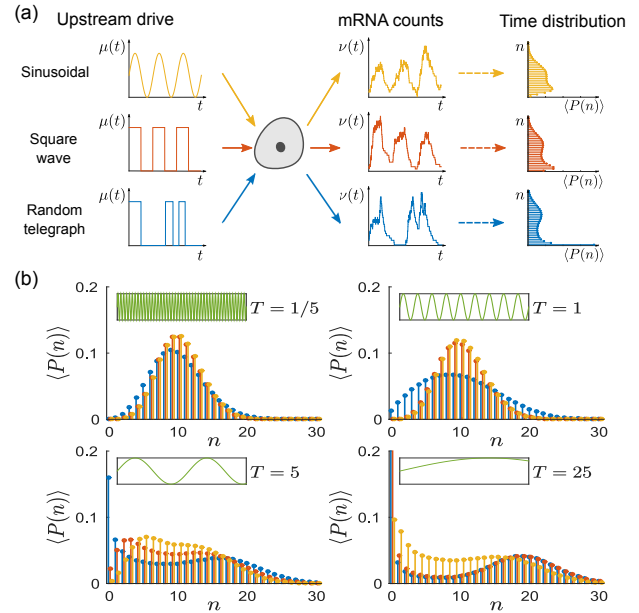 (a)
Upstream drive
mRNA counts
Time distribution
Sinusoidal
μ(t)
t
ν(t)
t
n
⟨P(n)⟩
Square
wave
μ(t)
t
ν(t)
t
n
⟨P(n)⟩
Random
telegraph
μ(t)
t
ν(t)
t
n
⟨P(n)⟩
(b)
0.2
0.1
0
⟨P(n)⟩
T = 1/5
0 10 20 30
n
0.2
0.1
0
⟨P(n)⟩
T = 1
0 10 20 30
n
0.2
0.1
0
⟨P(n)⟩
T = 5
0 10 20 30
n
0.2
0.1
0
⟨P(n)⟩
T = 25
0 10 20 30
n